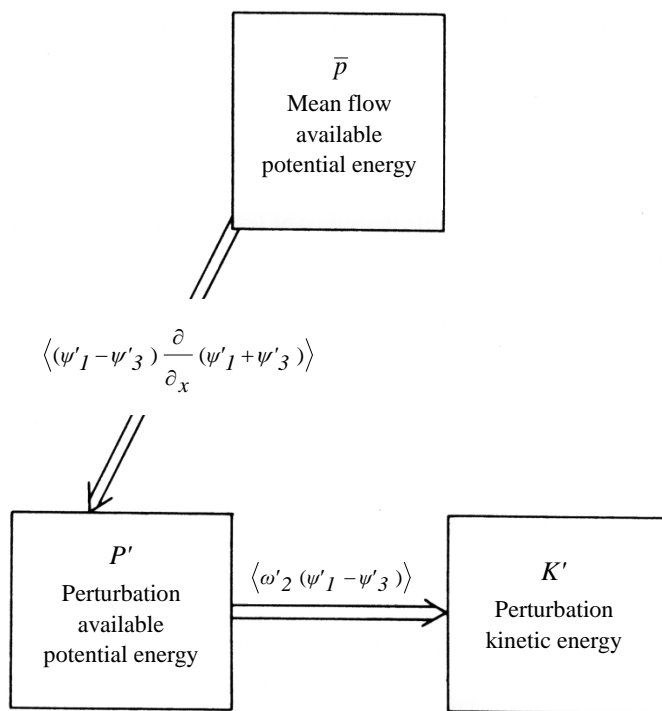 p̅
Mean flow
available
potential energy
⟨(ψ'1 − ψ'3) ∂/∂x (ψ'1 + ψ'3)⟩
P'
Perturbation
available
potential energy
⟨ω'2 (ψ'1 − ψ'3)⟩
K'
Perturbation
kinetic energy